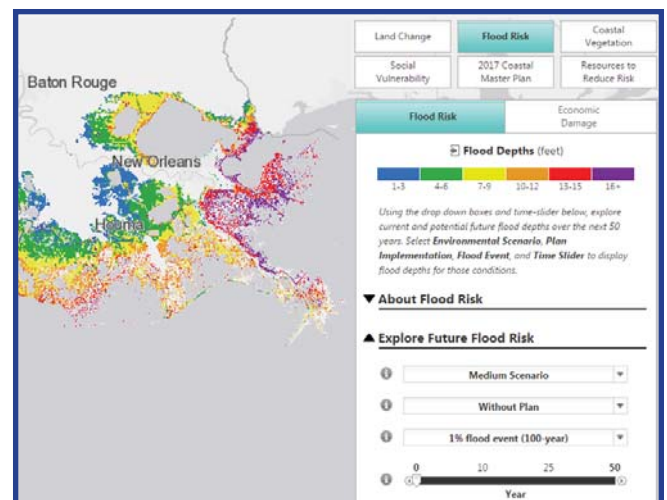 Baton Rouge
New Orleans
Houma
Land Change
Flood Risk
Coastal
Vegetation
Social
Vulnerability
2017 Coastal
Master Plan
Resources to
Reduce Risk
Flood Risk
Economic
Damage
Flood Depths (feet)
1-3 4-6 7-9 10-12 13-15 16+
Using the drop down boxes and time-slider below, explore
current and potential future flood depths over the next 50
years. Select Environmental Scenario, Plan
Implementation, Flood Event, and Time Slider to display
flood depths for those conditions.
About Flood Risk
Explore Future Flood Risk
Medium Scenario
Without Plan
1% flood event (100-year)
0 10 25 50
Year